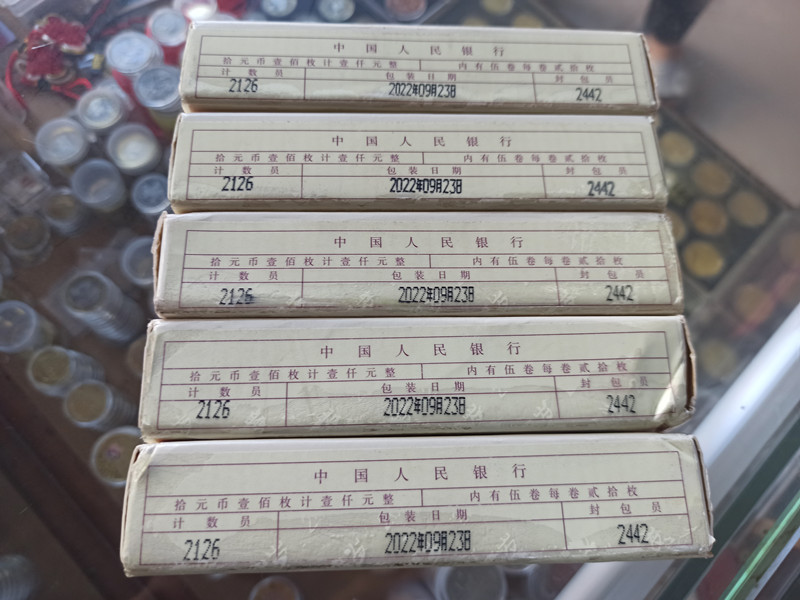 中国人民银行
拾元币壹佰枚计壹仟元整 内有伍卷每卷贰拾枚
计数员 包装日期 封包员
2126 2022年09月23日 2442
中国人民银行
拾元币壹佰枚计壹仟元整 内有伍卷每卷贰拾枚
计数员 包装日期 封包员
2126 2022年09月23日 2442
中国人民银行
拾元币壹佰枚计壹仟元整 内有伍卷每卷贰拾枚
计数员 包装日期 封包员
2126 2022年09月23日 2442
中国人民银行
拾元币壹佰枚计壹仟元整 内有伍卷每卷贰拾枚
计数员 包装日期 封包员
2126 2022年09月23日 2442
中国人民银行
拾元币壹佰枚计壹仟元整 内有伍卷每卷贰拾枚
计数员 包装日期 封包员
2126 2022年09月23日 2442